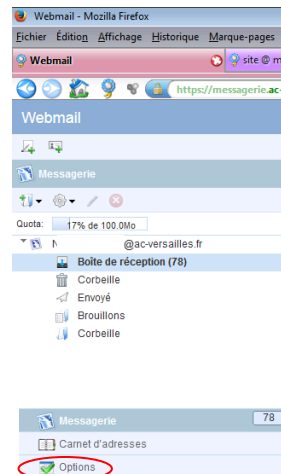 Webmail - Mozilla Firefox
Fichier Édition Affichage Historique Marque-pages
Webmail site @ m
https://messagerie.ac-
Webmail
Messagerie
Quota: 17% de 100.0Mo
N @ac-versailles.fr
Boîte de réception (78)
Corbeille
Envoyé
Brouillons
Corbeille
Messagerie 78
Carnet d'adresses
Options